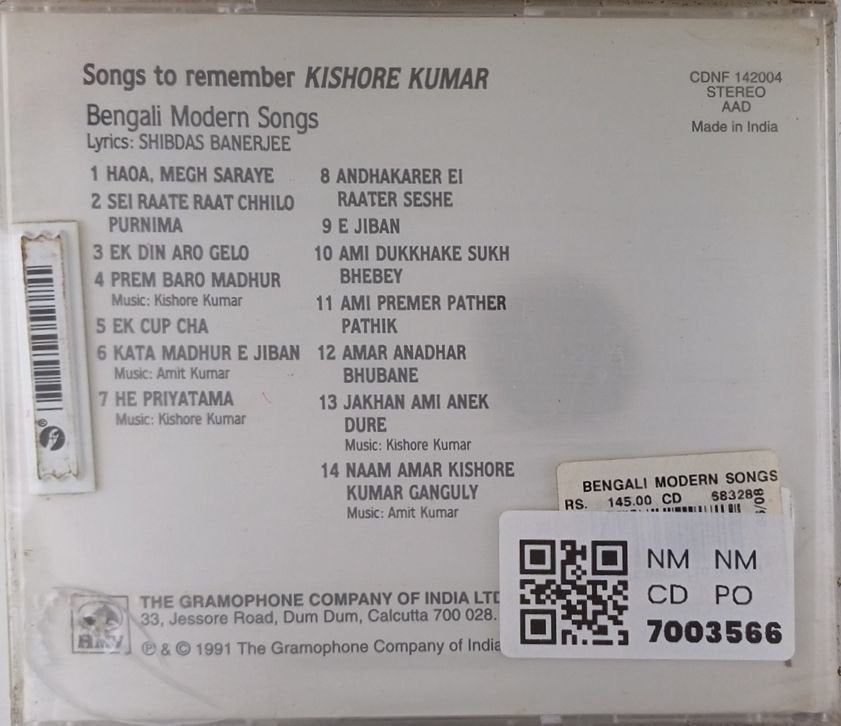 Songs to remember KISHORE KUMAR
CDNF 142004
STEREO
AAD
Made in India
Bengali Modern Songs
Lyrics: SHIBDAS BANERJEE
1 HAOA, MEGH SARAYE
2 SEI RAATE RAAT CHHILO
PURNIMA
3 EK DIN ARO GELO
4 PREM BARO MADHUR
Music: Kishore Kumar
5 EK CUP CHA
6 KATA MADHUR E JIBAN
Music: Amit Kumar
7 HE PRIYATAMA
Music: Kishore Kumar
8 ANDHAKARER EI
RAATER SESHE
9 E JIBAN
10 AMI DUKKHAKE SUKH
BHEBEY
11 AMI PREMER PATHER
PATHIK
12 AMAR ANADHAR
BHUBANE
13 JAKHAN AMI ANEK
DURE
Music: Kishore Kumar
14 NAAM AMAR KISHORE
KUMAR GANGULY
Music: Amit Kumar
BENGALI MODERN SONGS
RS. 145.00 CD 683288
NM NM
CD PO
7003566
HMV
THE GRAMOPHONE COMPANY OF INDIA LTD
33, Jessore Road, Dum Dum, Calcutta 700 028.
℗ & © 1991 The Gramophone Company of India